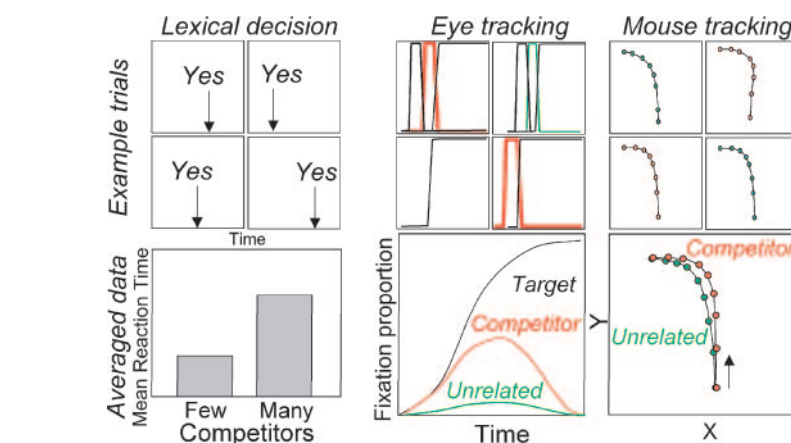 Lexical decision
Eye tracking
Mouse tracking
Example trials
Yes
Yes
Yes
Yes
Time
Averaged data
Mean Reaction Time
Few
Many
Competitors
Fixation proportion
Target
Competitor
Unrelated
Time
Y
Competitor
Unrelated
X